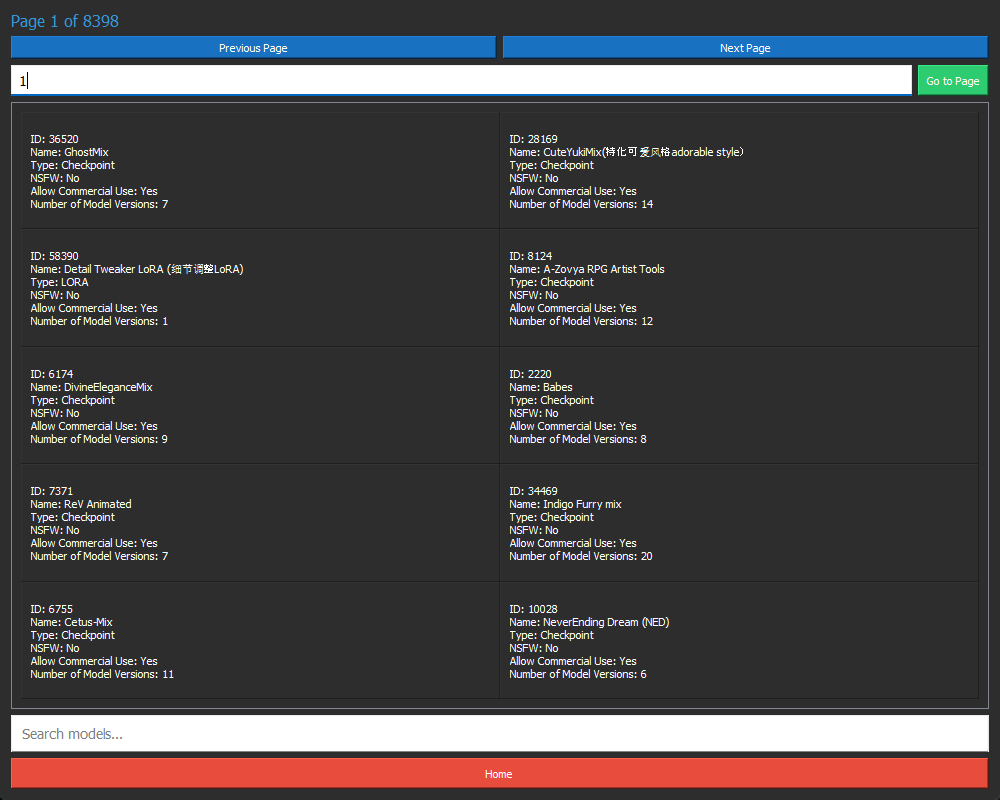 Page 1 of 8398
Previous Page
Next Page
1
Go to Page
ID: 36520
Name: GhostMix
Type: Checkpoint
NSFW: No
Allow Commercial Use: Yes
Number of Model Versions: 7
ID: 28169
Name: CuteYukiMix(特化可爱风格adorable style）
Type: Checkpoint
NSFW: No
Allow Commercial Use: Yes
Number of Model Versions: 14
ID: 58390
Name: Detail Tweaker LoRA (细节调整LoRA)
Type: LORA
NSFW: No
Allow Commercial Use: Yes
Number of Model Versions: 1
ID: 8124
Name: A-Zovya RPG Artist Tools
Type: Checkpoint
NSFW: No
Allow Commercial Use: Yes
Number of Model Versions: 12
ID: 6174
Name: DivineEleganceMix
Type: Checkpoint
NSFW: No
Allow Commercial Use: Yes
Number of Model Versions: 9
ID: 2220
Name: Babes
Type: Checkpoint
NSFW: No
Allow Commercial Use: Yes
Number of Model Versions: 8
ID: 7371
Name: ReV Animated
Type: Checkpoint
NSFW: No
Allow Commercial Use: Yes
Number of Model Versions: 7
ID: 34469
Name: Indigo Furry mix
Type: Checkpoint
NSFW: No
Allow Commercial Use: Yes
Number of Model Versions: 20
ID: 6755
Name: Cetus-Mix
Type: Checkpoint
NSFW: No
Allow Commercial Use: Yes
Number of Model Versions: 11
ID: 10028
Name: NeverEnding Dream (NED)
Type: Checkpoint
NSFW: No
Allow Commercial Use: Yes
Number of Model Versions: 6
Search models...
Home